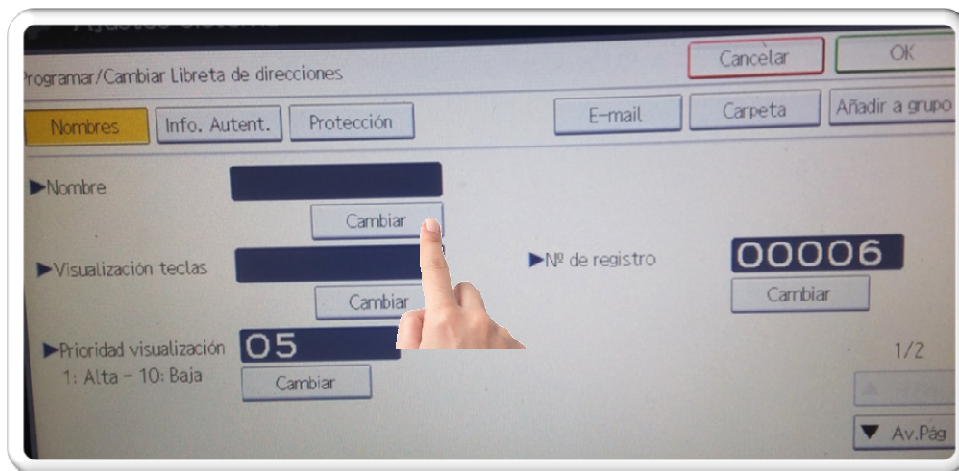 Programar/Cambiar Libreta de direcciones
Cancelar
OK
Nombres
Info. Autent.
Protección
E-mail
Carpeta
Añadir a grupo
►Nombre
Cambiar
►Visualización teclas
Cambiar
►Nº de registro
00006
Cambiar
►Prioridad visualización
05
1: Alta - 10: Baja
Cambiar
1/2
▼ Av.Pág